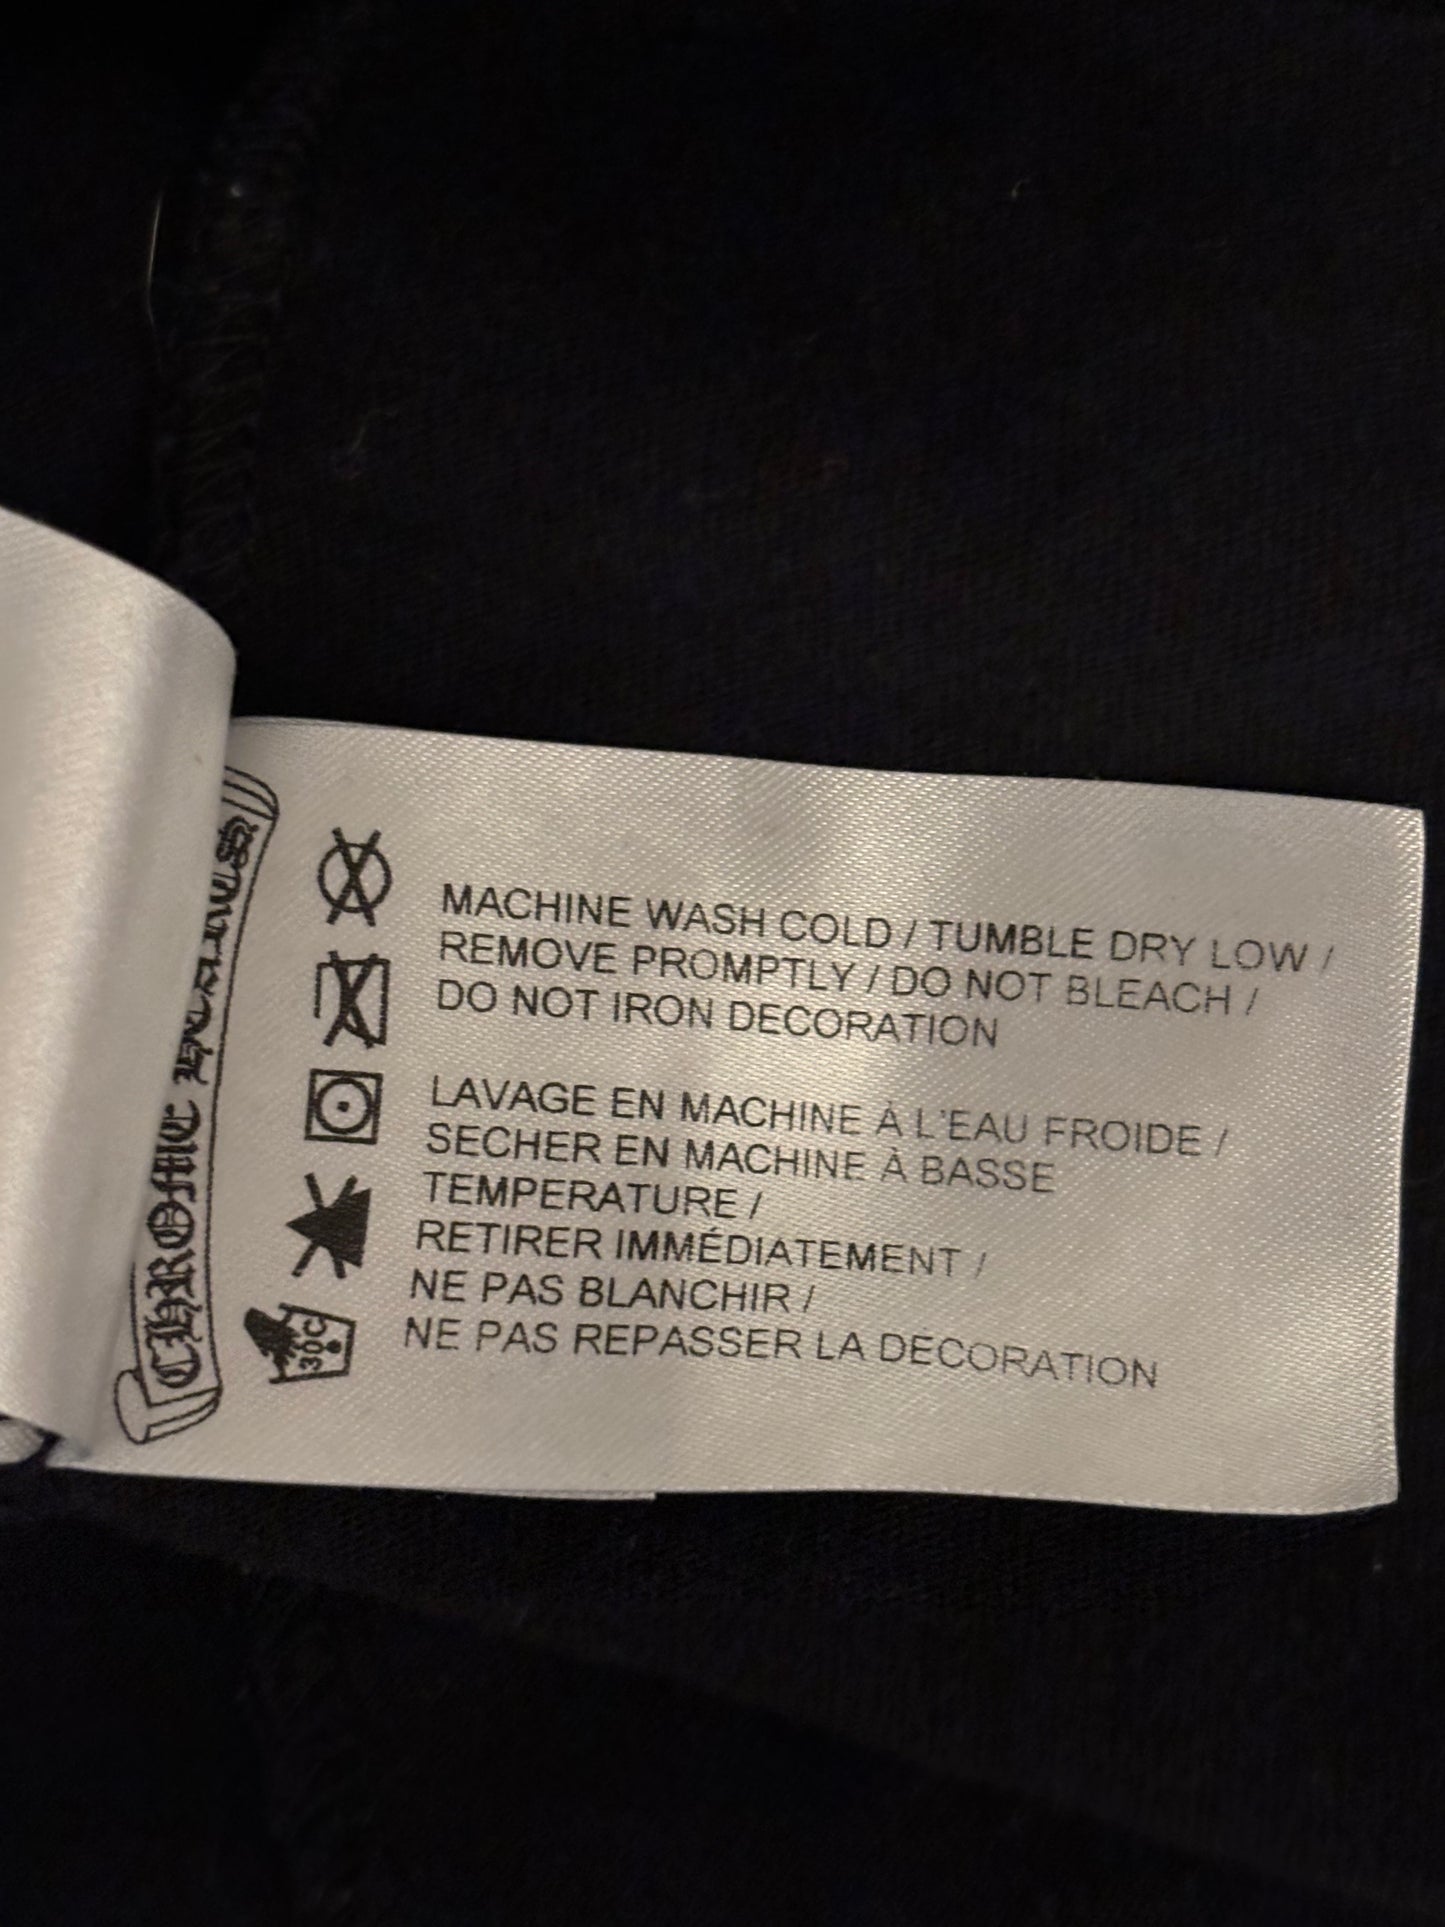 CHROME HEARTS
MACHINE WASH COLD / TUMBLE DRY LOW /
REMOVE PROMPTLY / DO NOT BLEACH /
DO NOT IRON DECORATION
LAVAGE EN MACHINE À L'EAU FROIDE /
SECHER EN MACHINE À BASSE
TEMPERATURE /
RETIRER IMMÉDIATEMENT /
NE PAS BLANCHIR /
NE PAS REPASSER LA DÉCORATION
30C